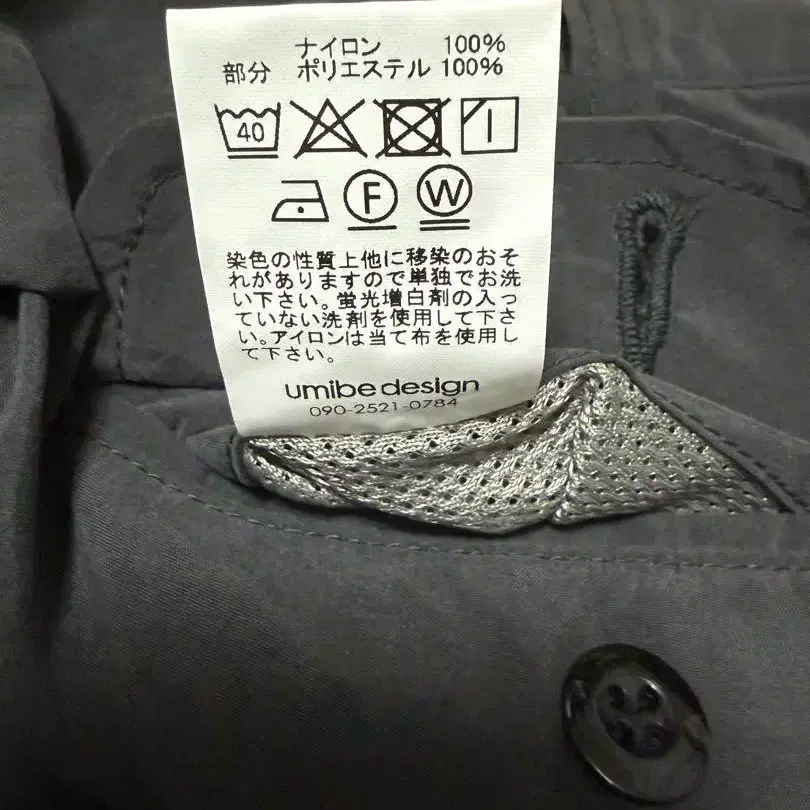 ナイロン 100%
部分 ポリエステル 100%
40
F W
染色の性質上他に移染のおそ
れがありますので単独でお洗
い下さい。蛍光増白剤の入っ
ていない洗剤を使用して下さ
い。アイロンは当て布を使用し
て下さい。
umibe design
090-2521-0784